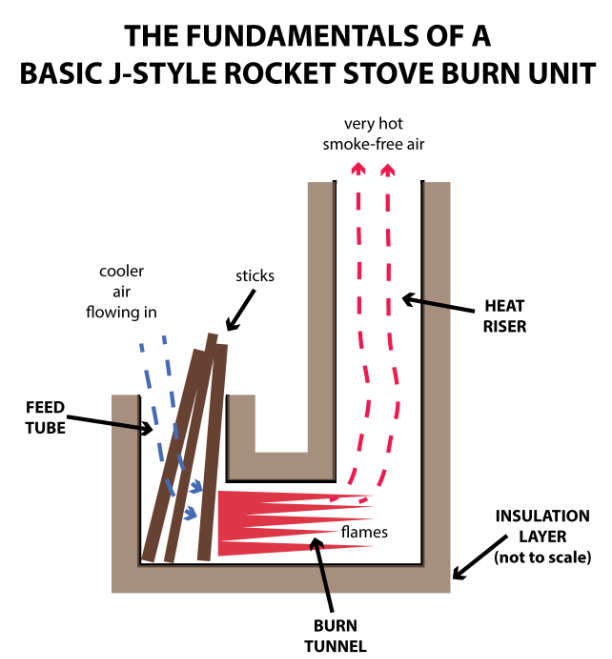 THE FUNDAMENTALS OF A
BASIC J-STYLE ROCKET STOVE BURN UNIT
very hot
smoke-free air
cooler
air
flowing in
sticks
HEAT
RISER
FEED
TUBE
INSULATION
LAYER
(not to scale)
flames
BURN
TUNNEL